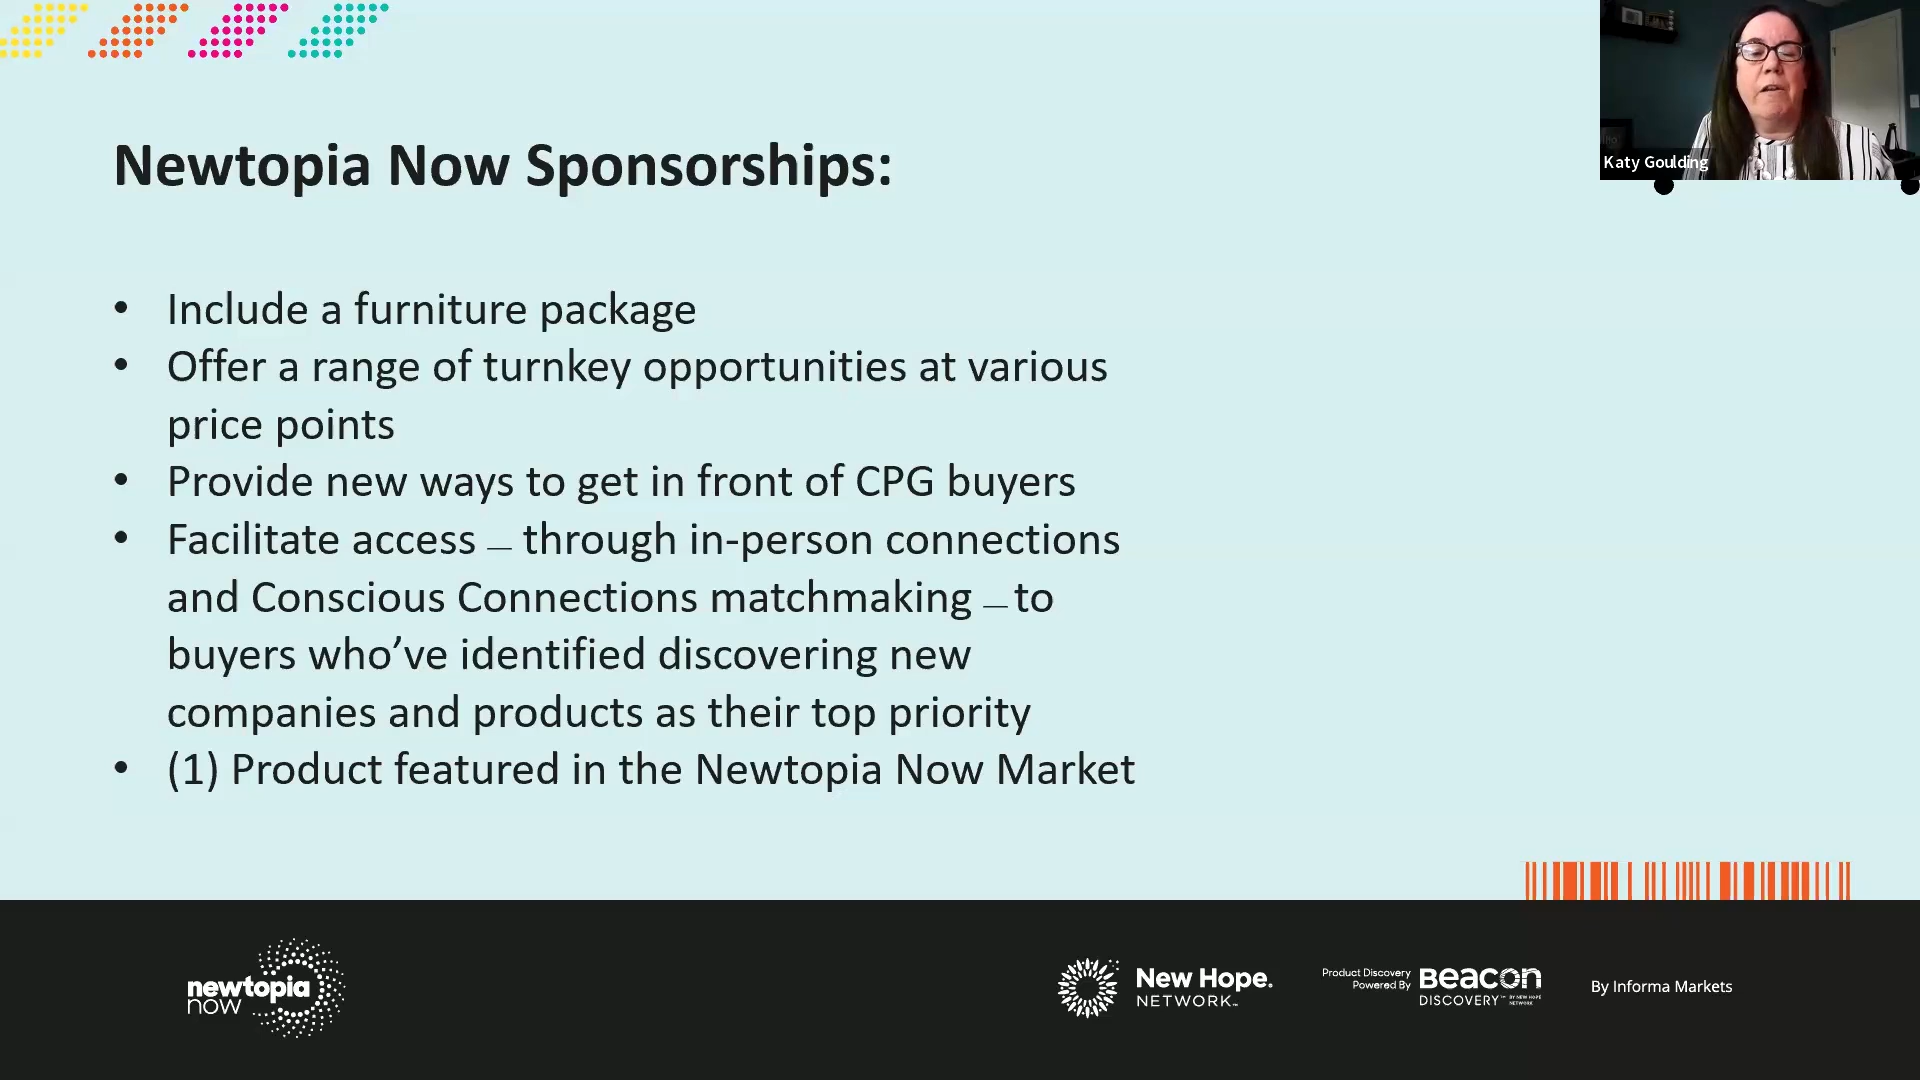 Katy Goulding
Newtopia Now Sponsorships:
• Include a furniture package
• Offer a range of turnkey opportunities at various
price points
• Provide new ways to get in front of CPG buyers
• Facilitate access — through in-person connections
and Conscious Connections matchmaking — to
buyers who’ve identified discovering new
companies and products as their top priority
• (1) Product featured in the Newtopia Now Market
newtopia
now
New Hope.
NETWORK™
Product Discovery
Powered By
Beacon
DISCOVERY™ BY NEW HOPE
NETWORK
By Informa Markets